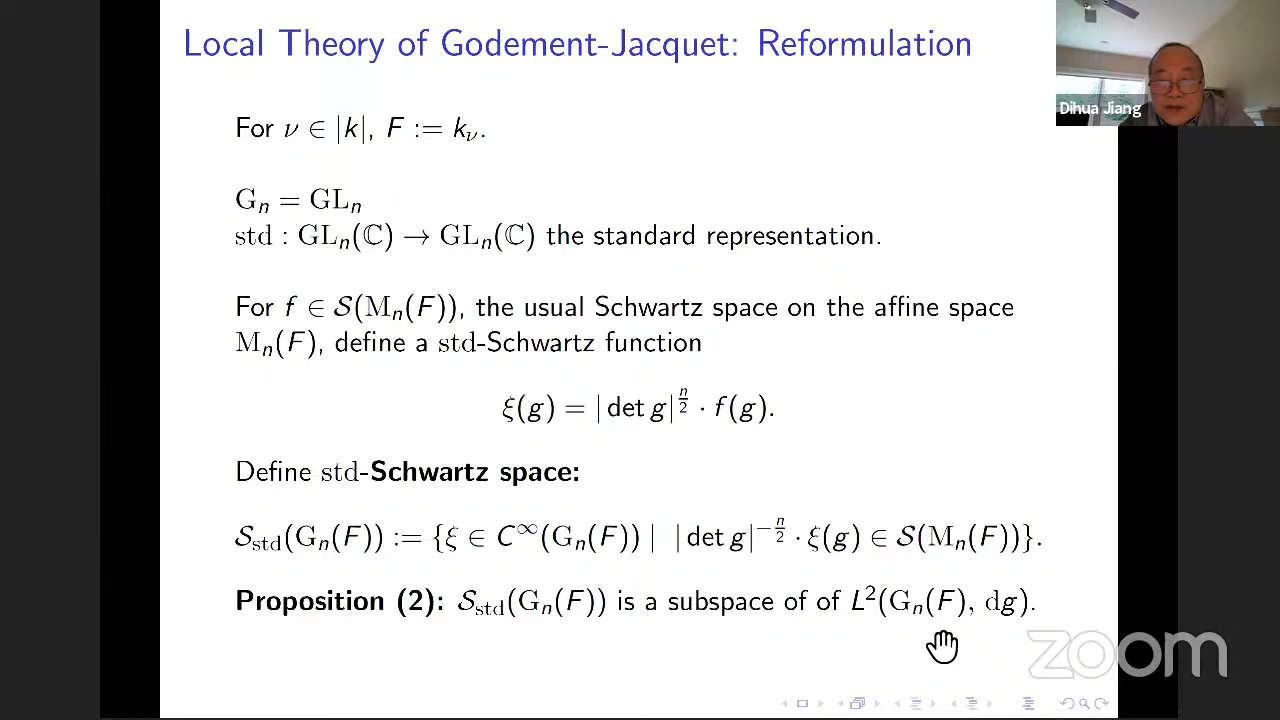 Local Theory of Godement-Jacquet: Reformulation
Dihua Jiang
For ν ∈ |k|, F := k_ν.
G_n = GL_n
std : GL_n(ℂ) → GL_n(ℂ) the standard representation.
For f ∈ 𝒮(M_n(F)), the usual Schwartz space on the affine space
M_n(F), define a std-Schwartz function
ξ(g) = | det g|^{n/2} · f(g).
Define std-Schwartz space:
𝒮_std(G_n(F)) := {ξ ∈ C^∞(G_n(F)) | | det g|^{−n/2} · ξ(g) ∈ 𝒮(M_n(F))}.
Proposition (2): 𝒮_std(G_n(F)) is a subspace of of L²(G_n(F), dg).
zoom